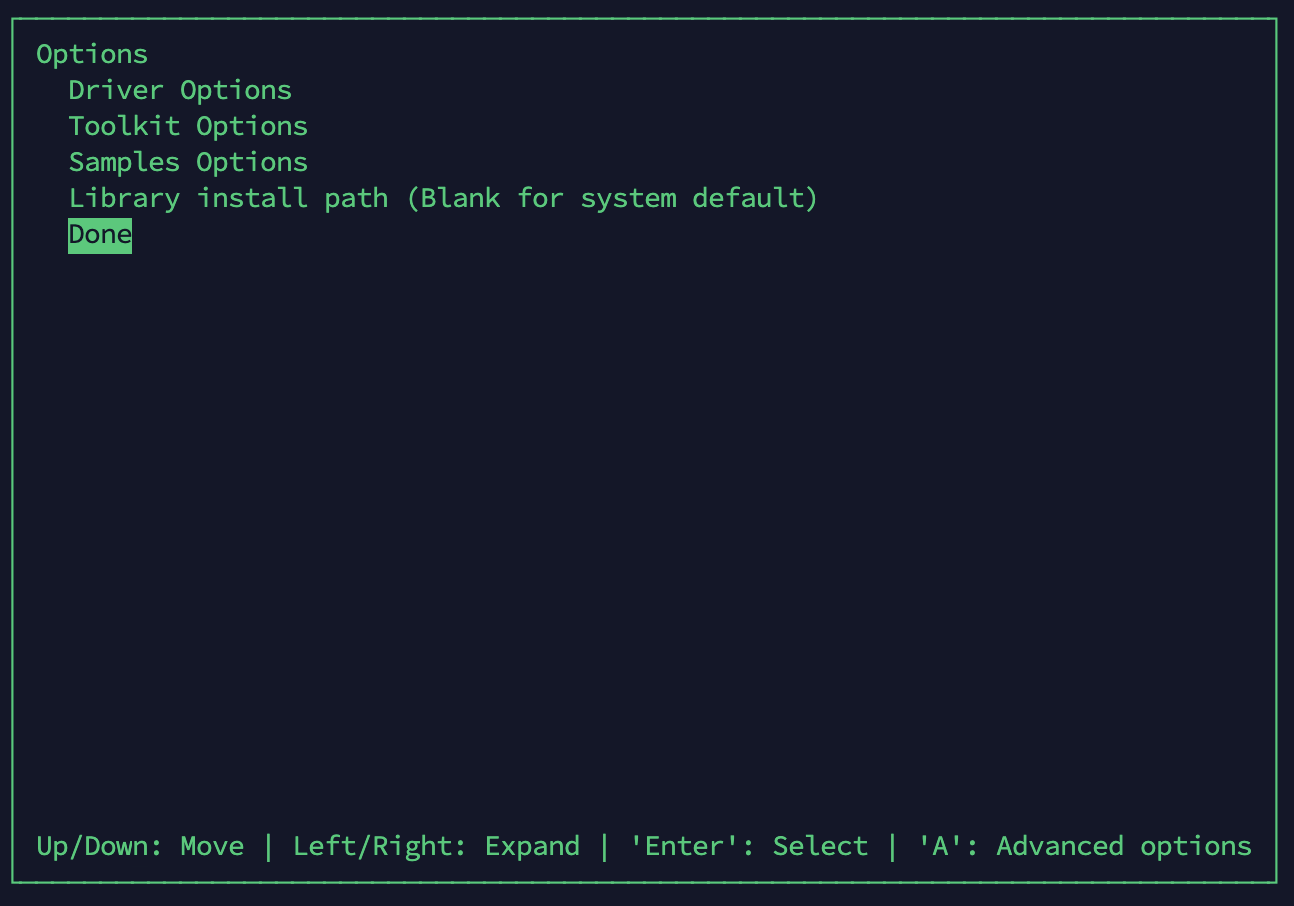 Options
Driver Options
Toolkit Options
Samples Options
Library install path (Blank for system default)
Done
Up/Down: Move | Left/Right: Expand | 'Enter': Select | 'A': Advanced options